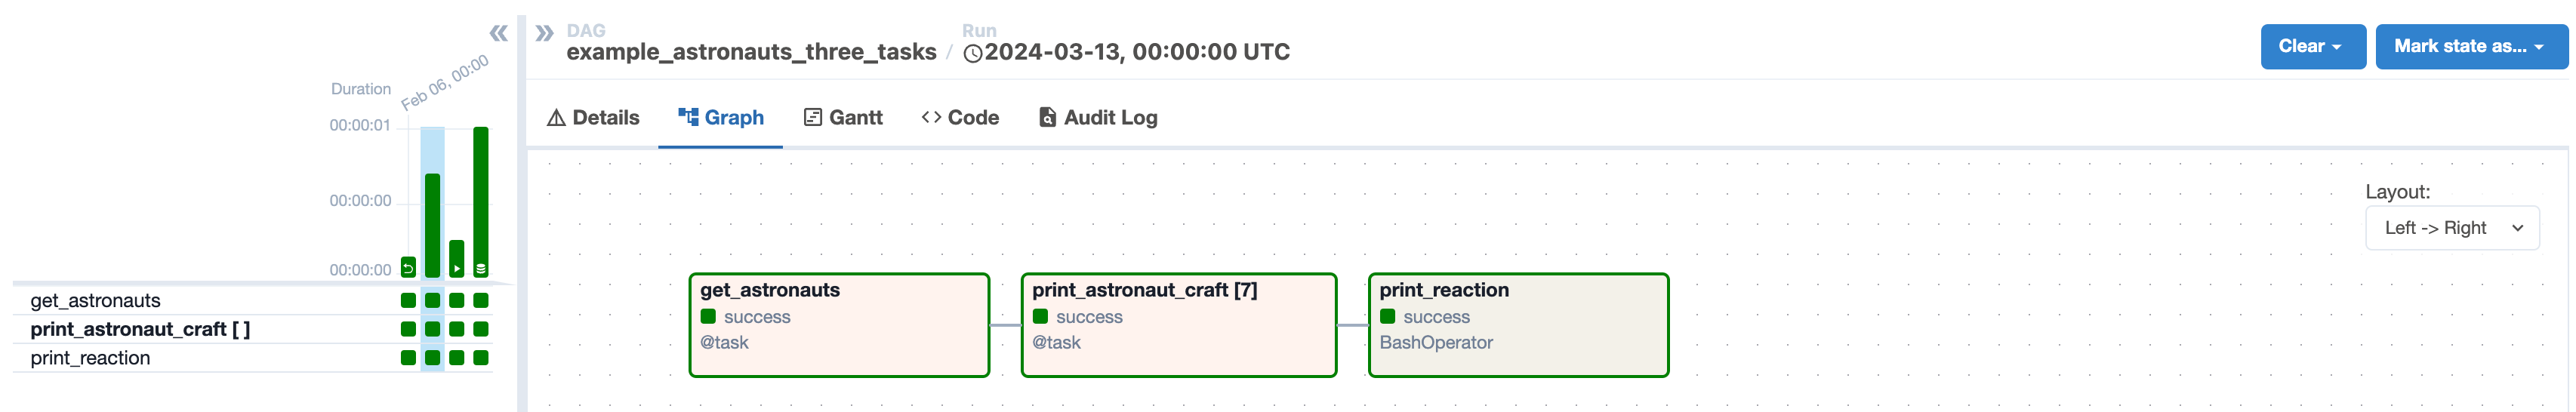 DAG
example_astronauts_three_tasks
/
Run
2024-03-13, 00:00:00 UTC
Clear
Mark state as...
Duration
Feb 06, 00:00
00:00:01
00:00:00
00:00:00
get_astronauts
print_astronaut_craft [ ]
print_reaction
Details
Graph
Gantt
Code
Audit Log
Layout:
Left -> Right
get_astronauts
success
@task
print_astronaut_craft [7]
success
@task
print_reaction
success
BashOperator